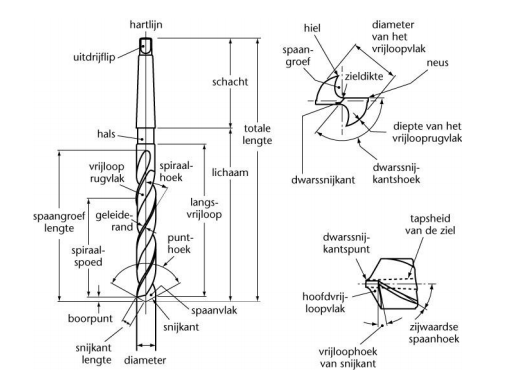 hartlijn
uitdrijflip
schacht
totale
lengte
hals
lichaam
vrijloop
rugvlak
spiraal-
hoek
langs-
vrijloop
geleide-
rand
punt-
hoek
spaangroef
lengte
spiraal-
spoed
boorpunt
spaanvlak
snijkant
snijkant
lengte
diameter
hiel
diameter
van het
vrijloopvlak
spaan-
groef
zieldikte
neus
diepte van het
vrijlooprugvlak
dwarssnijkant
dwarssnij-
kantshoek
tapsheid
van de ziel
dwarssnij-
kantspunt
hoofdvrij-
loopvlak
zijwaardse
spaanhoek
vrijloophoek
van snijkant